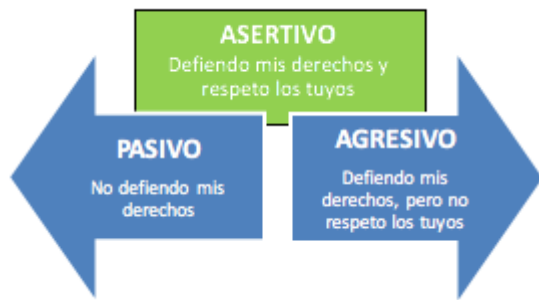 ASERTIVO
Defiendo mis derechos y
respeto los tuyos
PASIVO
No defiendo mis
derechos
AGRESIVO
Defiendo mis
derechos, pero no
respeto los tuyos